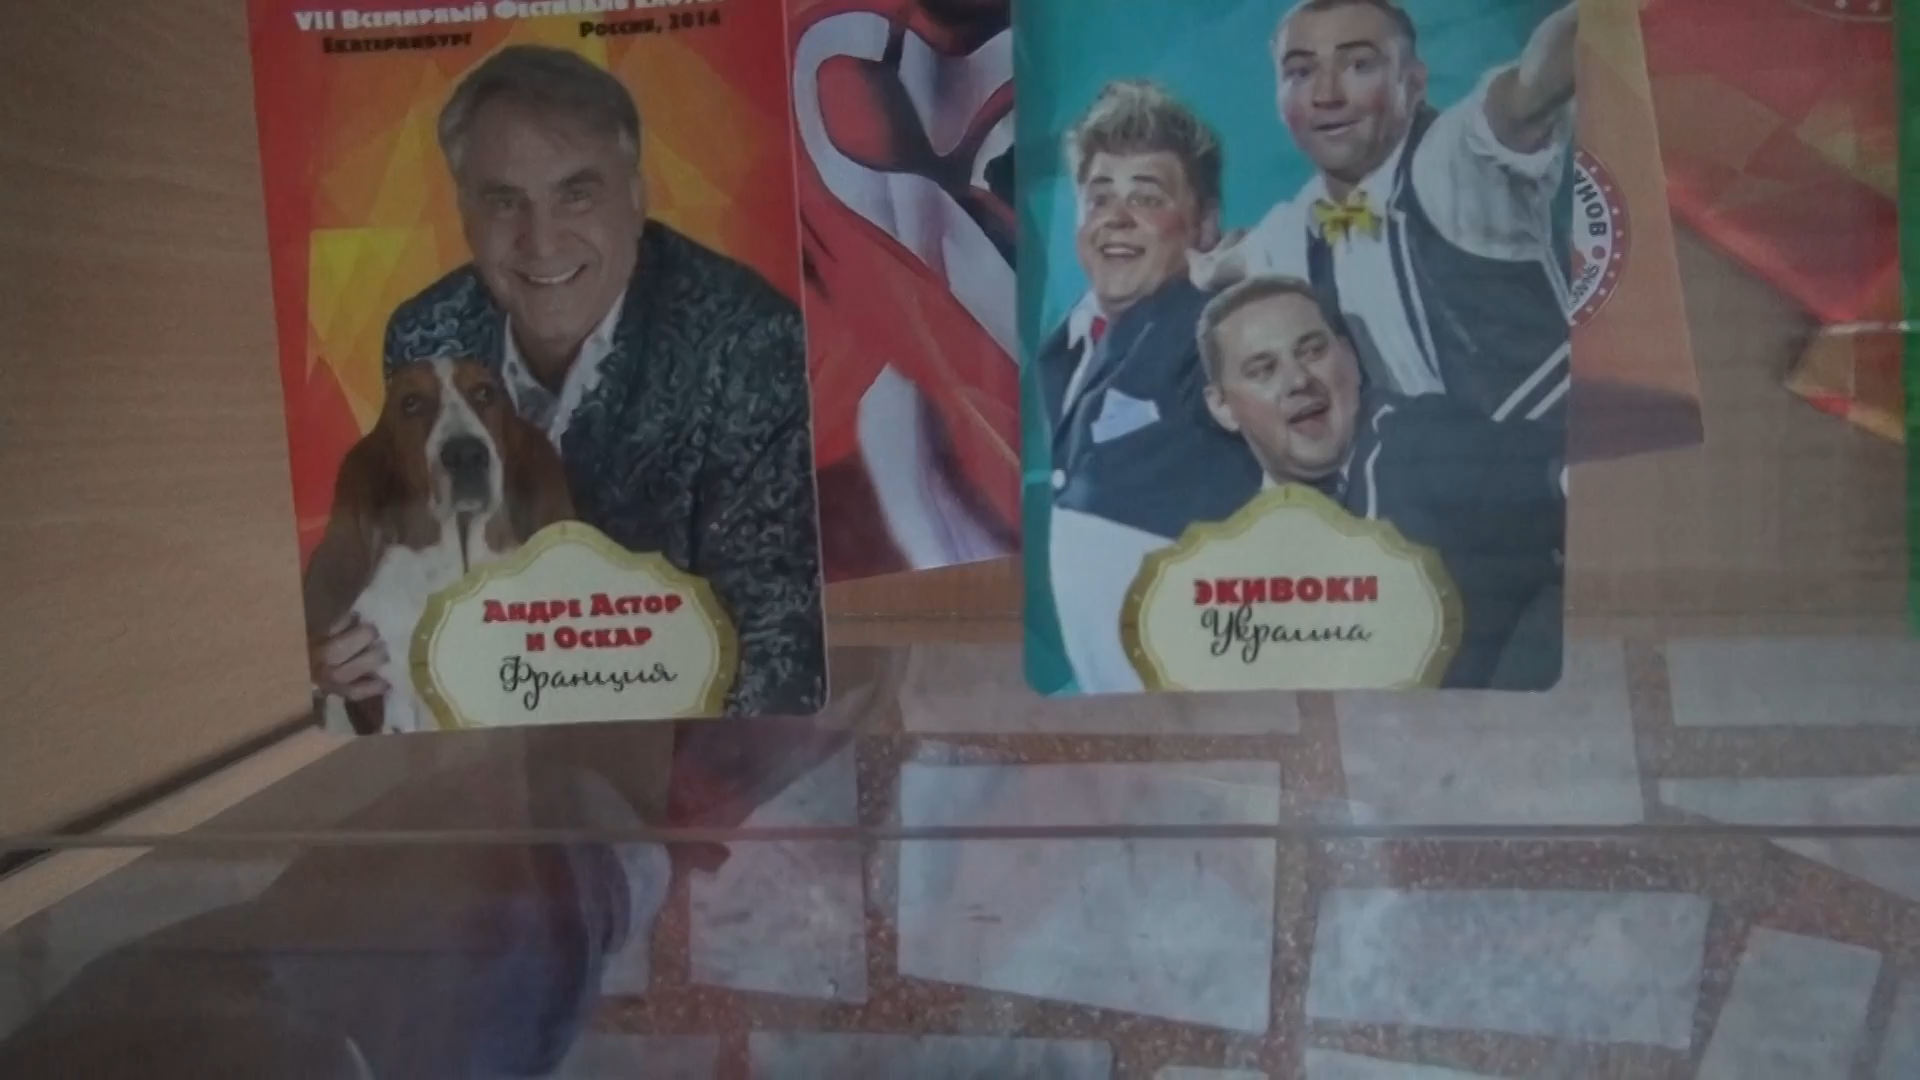 VII Всемирный Фестиваль
Екатеринбург
Россия, 2014
Андре Астор
и Оскар
Франция
ЭКИВОКИ
Украина